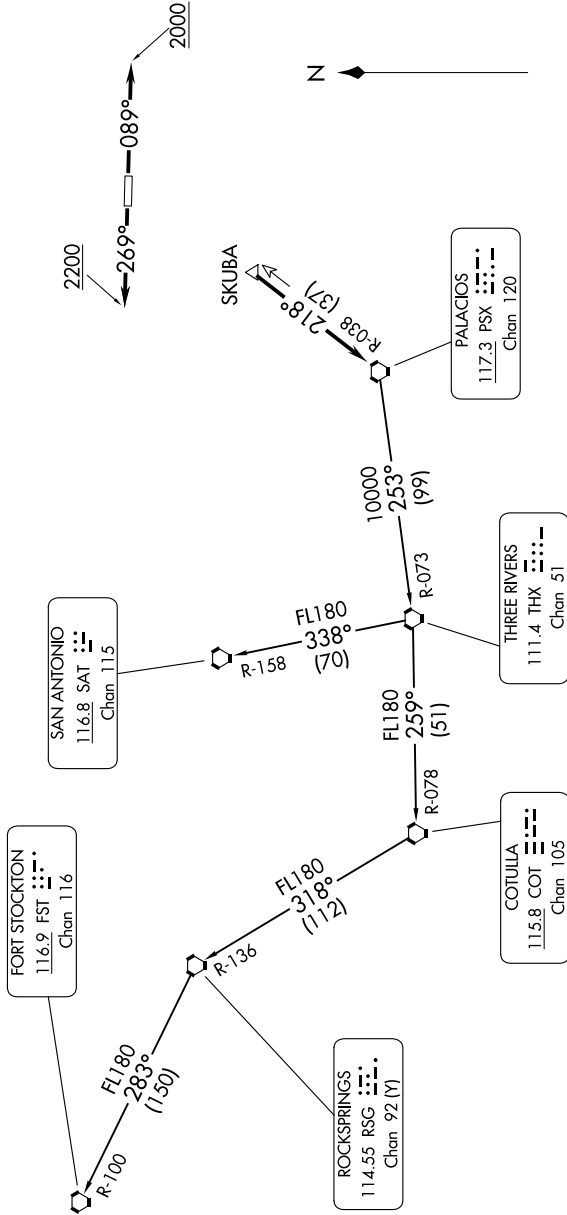 2200
269°
089°
2000
N
SKUBA
218°
(37)
R-038
PALACIOS
117.3 PSX
Chan 120
10000
253°
(99)
R-073
THREE RIVERS
111.4 THX
Chan 51
SAN ANTONIO
116.8 SAT
Chan 115
FL180
338°
(70)
R-158
FL180
259°
(51)
R-078
COTULLA
115.8 COT
Chan 105
FL180
318°
(112)
R-136
ROCKSPRINGS
114.55 RSG
Chan 92 (Y)
FORT STOCKTON
116.9 FST
Chan 116
FL180
283°
(150)
R-100